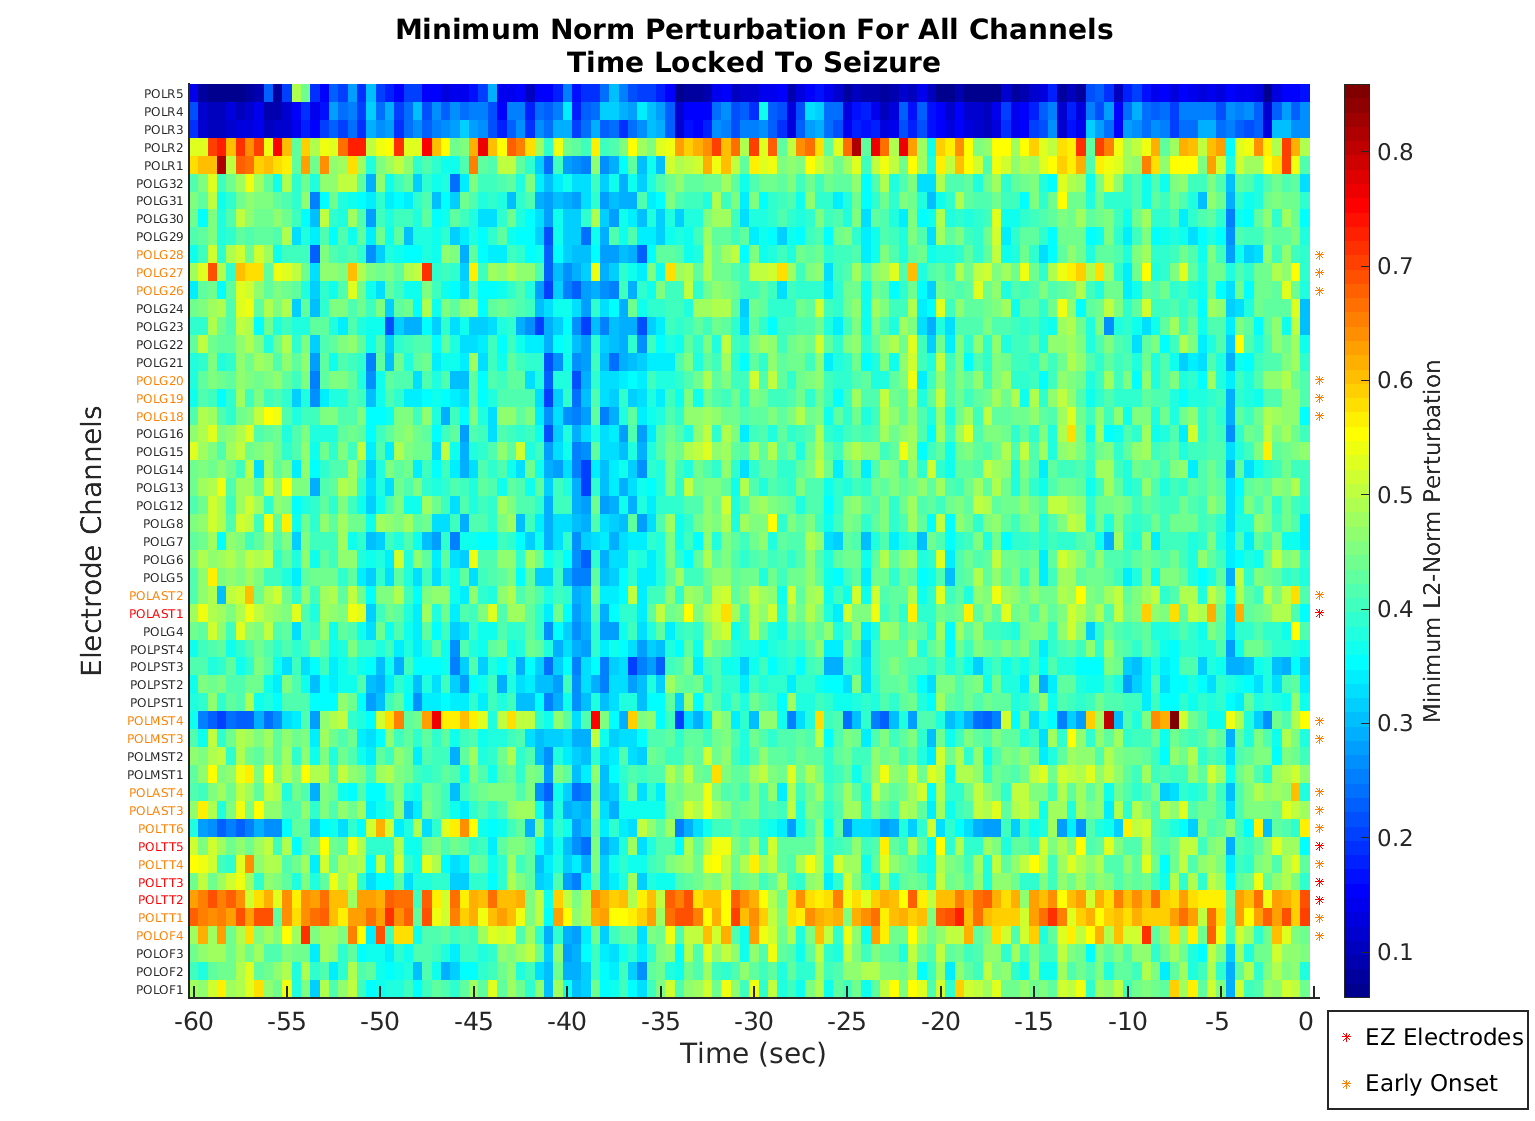 Minimum Norm Perturbation For All Channels
Time Locked To Seizure
Electrode Channels
POLR5
POLR4
POLR3
POLR2
POLR1
POLG32
POLG31
POLG30
POLG29
POLG28
POLG27
POLG26
POLG24
POLG23
POLG22
POLG21
POLG20
POLG19
POLG18
POLG16
POLG15
POLG14
POLG13
POLG12
POLG8
POLG7
POLG6
POLG5
POLAST2
POLAST1
POLG4
POLPST4
POLPST3
POLPST2
POLPST1
POLMST4
POLMST3
POLMST2
POLMST1
POLAST4
POLAST3
POLTT6
POLTT5
POLTT4
POLTT3
POLTT2
POLTT1
POLOF4
POLOF3
POLOF2
POLOF1
-60 -55 -50 -45 -40 -35 -30 -25 -20 -15 -10 -5 0
Time (sec)
0.8
0.7
0.6
0.5
0.4
0.3
0.2
0.1
Minimum L2-Norm Perturbation
EZ Electrodes
Early Onset